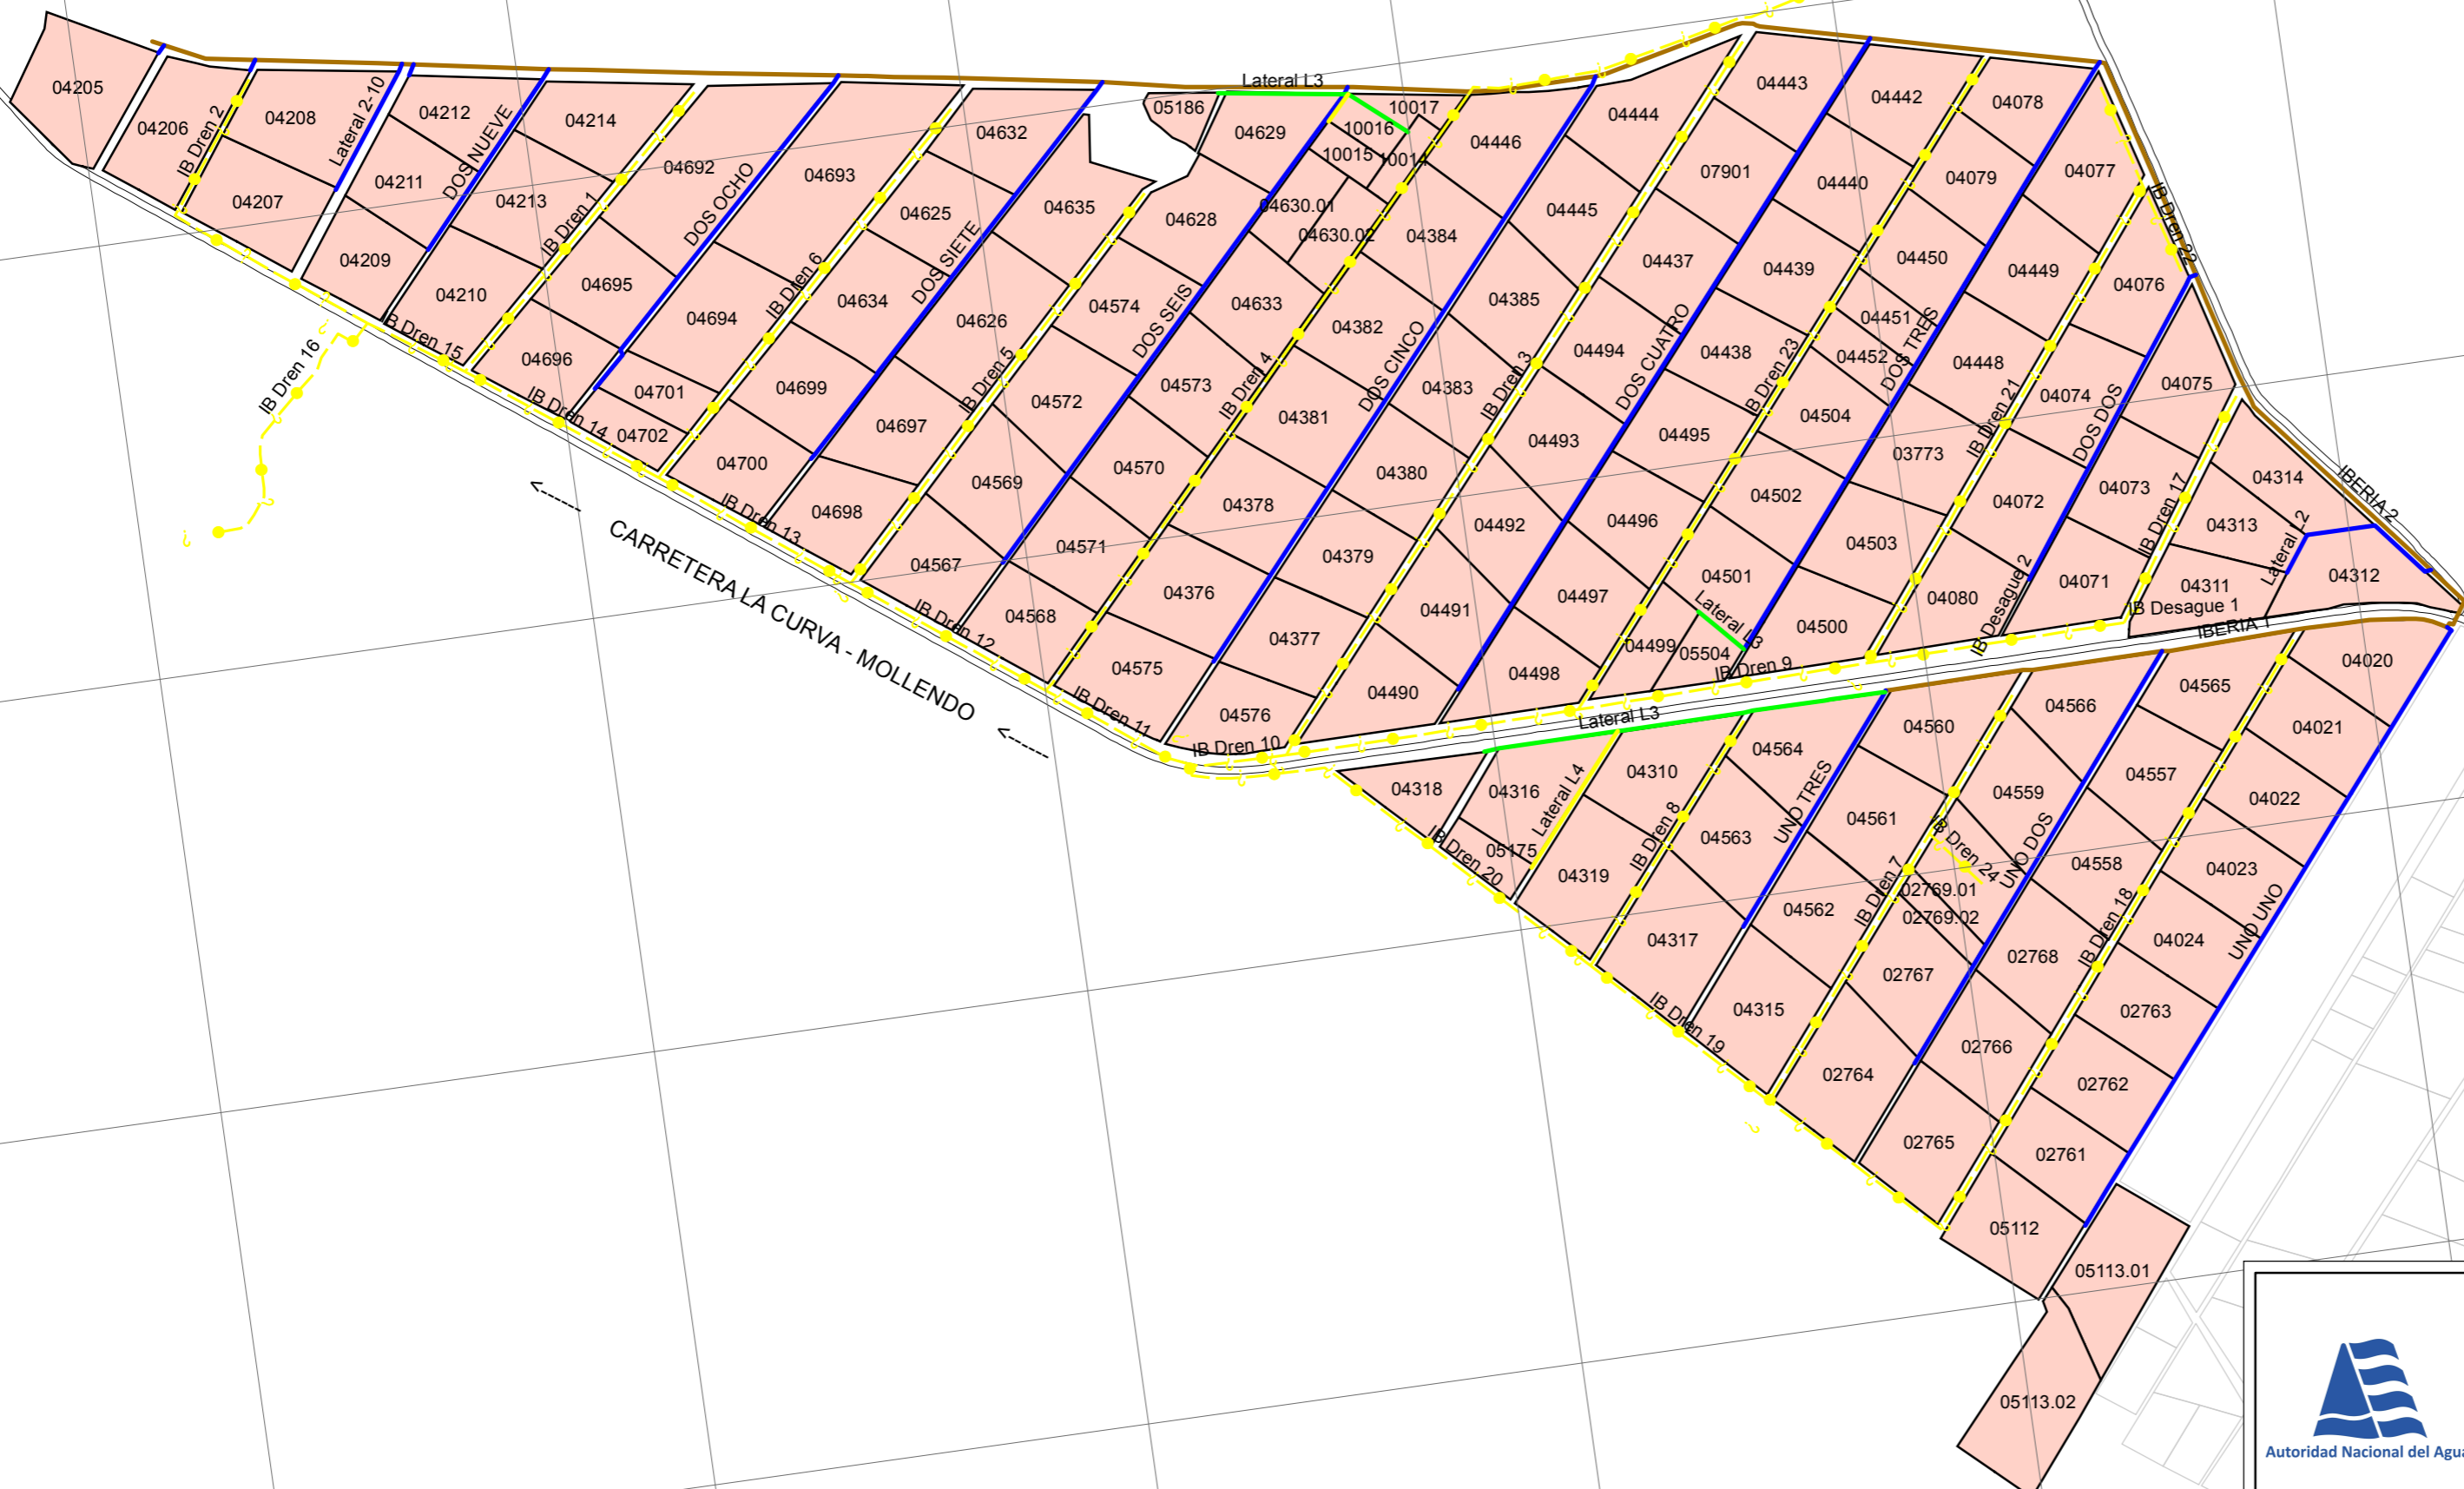 Lateral L3
04205
04206
IB Dren 2
04208
04207
Lateral 2-10
04212
04211
04209
DOS NUEVE
04214
04213
04210
IB Dren 1
04692
04695
04696
DOS OCHO
04693
04694
04701
04702
IB Dren 6
04632
04625
04634
04699
04700
DOS SIETE
04635
04626
04697
04698
IB Dren 5
05186
04629
04628
04574
04572
04569
04567
DOS SEIS
10017
10016
10015
10014
04630.01
04630.02
04633
04573
04570
04571
04568
IB Dren 4
04446
04384
04382
04381
04378
04376
04575
DOS CINCO
04444
04445
04385
04383
04380
04379
04377
04576
IB Dren 3
04443
07901
04437
04494
04493
04492
04491
04490
DOS CUATRO
04442
04440
04439
04438
04495
04496
04497
04498
IB Dren 23
04078
04079
04450
04451
04452
04504
04502
04501
04499
05504
Lateral L3
DOS TRES
04077
04449
04448
03773
04503
04500
IB Dren 21
IB Dren 22
04076
04074
04072
04080
DOS DOS
IB Desague 2
04075
04073
04071
IB Dren 17
04314
04313
04311
04312
Lateral L2
IBERIA 2
IB Desague 1
IBERIA 1
IB Dren 9
IB Dren 16
IB Dren 15
IB Dren 14
IB Dren 13
IB Dren 12
IB Dren 11
IB Dren 10
CARRETERA LA CURVA - MOLLENDO
Lateral L3
04318
04316
05175
Lateral L4
IB Dren 20
04310
04319
IB Dren 8
04564
04563
04317
UNO TRES
04560
04561
04562
04315
IB Dren 19
IB Dren 7
IB Dren 24
04566
04559
02769.01
02769.02
02767
02764
UNO DOS
04565
04557
04558
02768
02766
02765
IB Dren 18
04020
04021
04022
04023
04024
02763
02762
02761
05112
UNO UNO
05113.01
05113.02
Autoridad Nacional del Agua